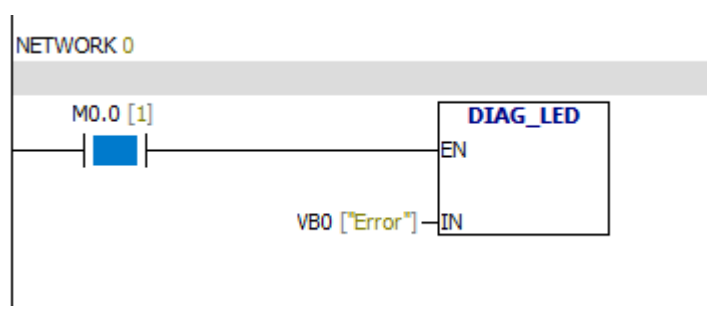 NETWORK 0
M0.0 [1]
DIAG_LED
EN
VB0 ["Error"] IN